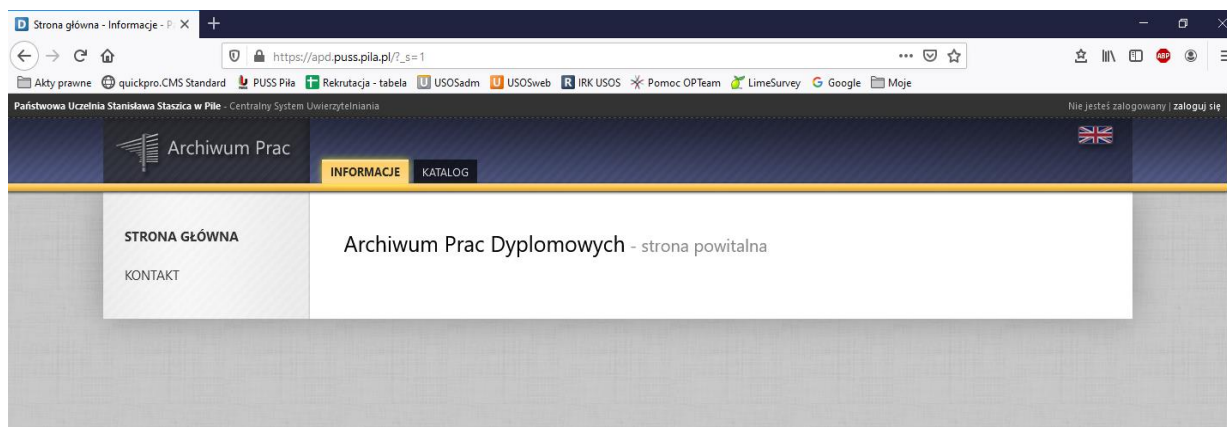 Strona główna - Informacje - P
https://apd.puss.pila.pl/?_s=1
Akty prawne quickpro.CMS Standard PUSS Piła Rekrutacja - tabela USOSadm USOSweb IRK USOS Pomoc OPTeam LimeSurvey Google Moje
Państwowa Uczelnia Stanisława Staszica w Pile - Centralny System Uwierzytelniania Nie jesteś zalogowany | zaloguj się
Archiwum Prac
INFORMACJE KATALOG
STRONA GŁÓWNA
KONTAKT
Archiwum Prac Dyplomowych - strona powitalna